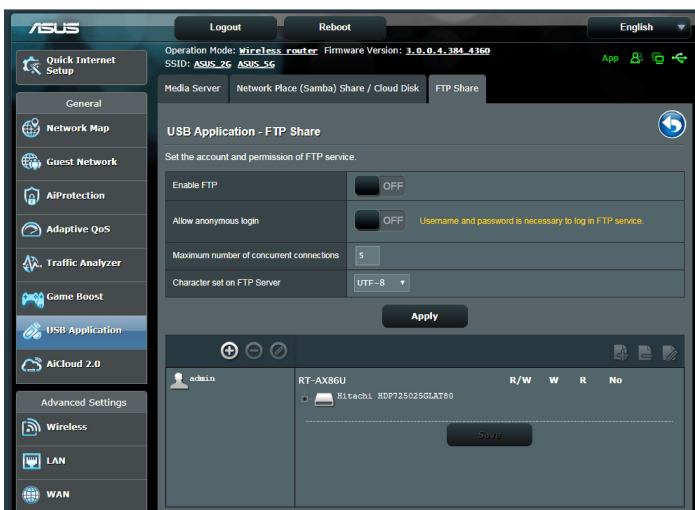 ASUS
Logout
Reboot
English
Quick Internet
Setup
Operation Mode: Wireless router Firmware Version: 3.0.0.4.384_4360
SSID: ASUS_2G ASUS_5G
App
General
Network Map
Guest Network
AiProtection
Adaptive QoS
Traffic Analyzer
Game Boost
USB Application
AiCloud 2.0
Advanced Settings
Wireless
LAN
WAN
Media Server
Network Place (Samba) Share / Cloud Disk
FTP Share
USB Application - FTP Share
Set the account and permission of FTP service.
Enable FTP
OFF
Allow anonymous login
OFF
Username and password is necessary to log in FTP service.
Maximum number of concurrent connections
5
Character set on FTP Server
UTF-8
Apply
admin
RT-AX86U
R/W
W
R
No
Hitachi HDP725025GLAT80
Save